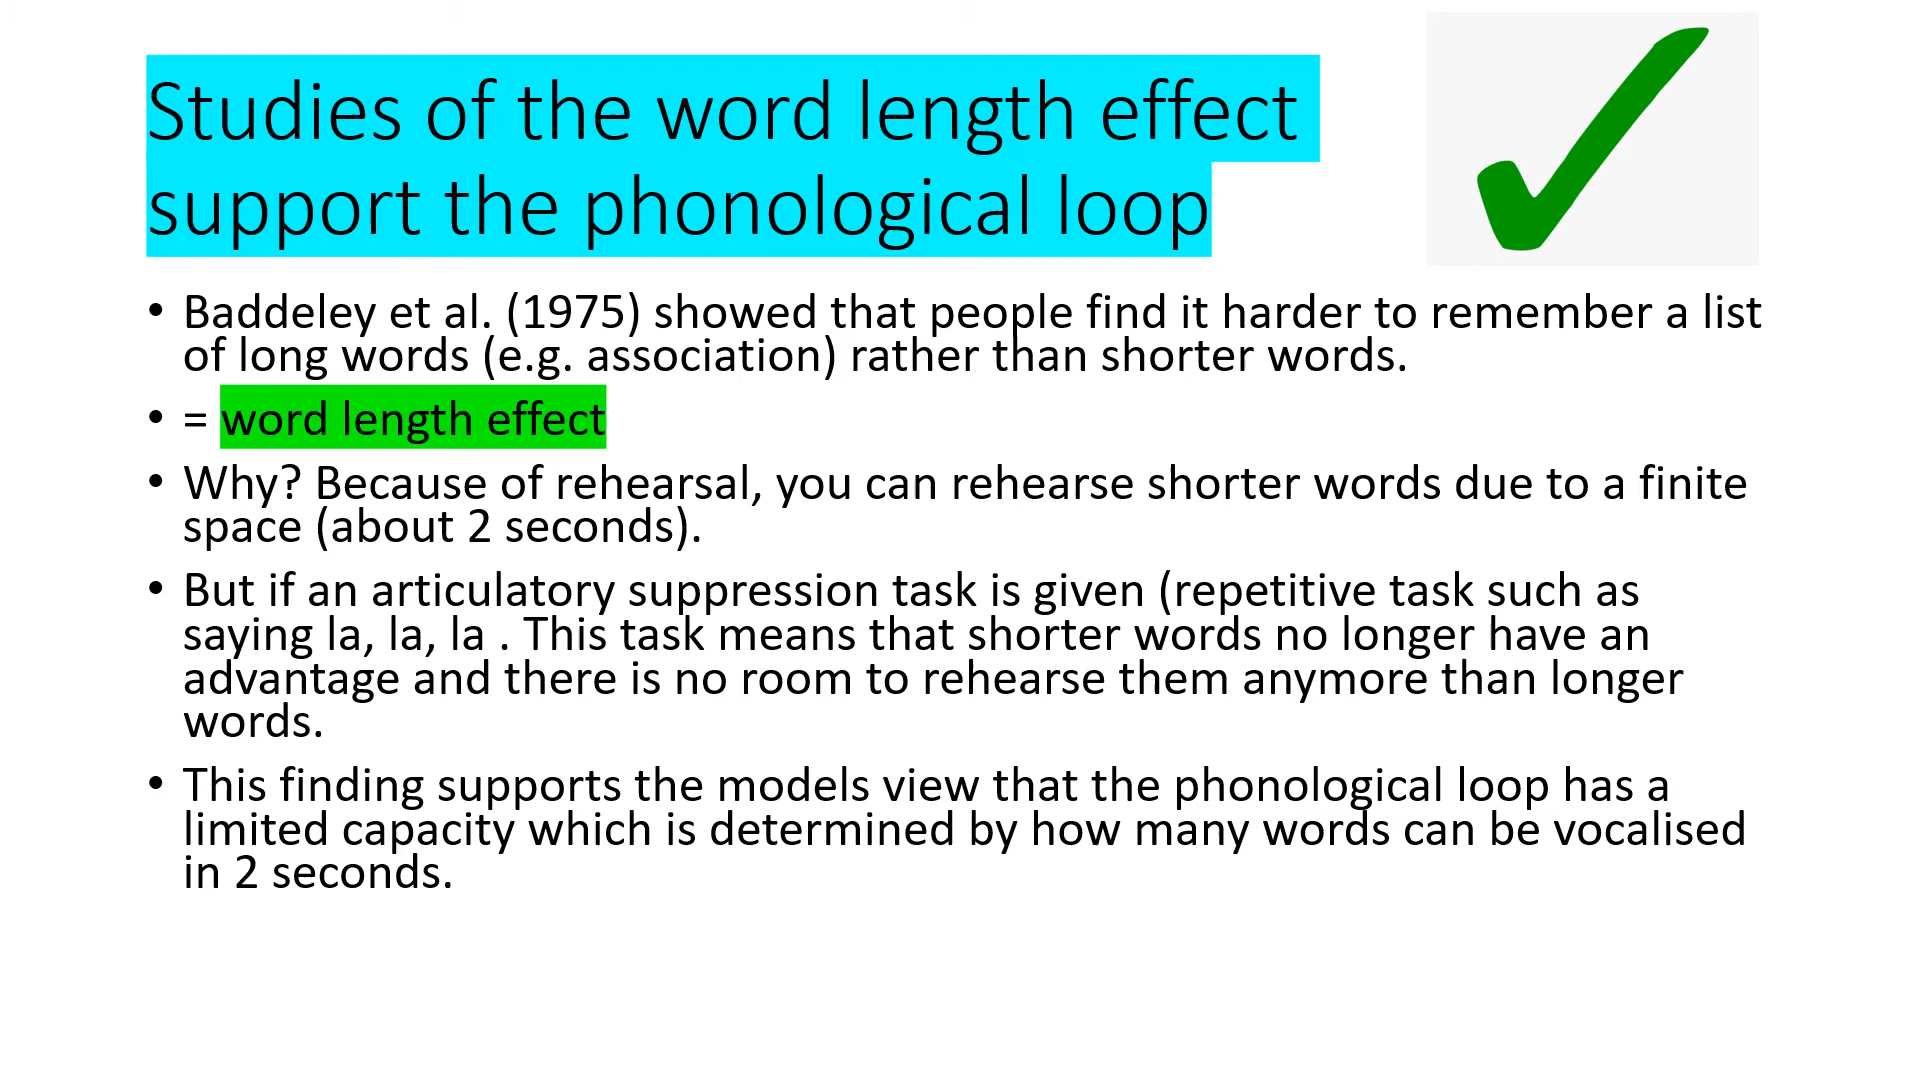 Studies of the word length effect
support the phonological loop
• Baddeley et al. (1975) showed that people find it harder to remember a list
of long words (e.g. association) rather than shorter words.
• = word length effect
• Why? Because of rehearsal, you can rehearse shorter words due to a finite
space (about 2 seconds).
• But if an articulatory suppression task is given (repetitive task such as
saying la, la, la . This task means that shorter words no longer have an
advantage and there is no room to rehearse them anymore than longer
words.
• This finding supports the models view that the phonological loop has a
limited capacity which is determined by how many words can be vocalised
in 2 seconds.